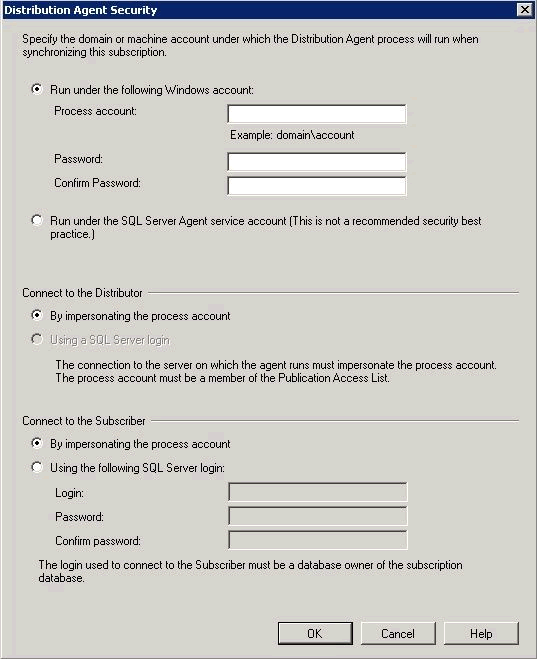 Distribution Agent Security
Specify the domain or machine account under which the Distribution Agent process will run when
synchronizing this subscription.
Run under the following Windows account:
Process account:
Example: domain\account
Password:
Confirm Password:
Run under the SQL Server Agent service account (This is not a recommended security best
practice.)
Connect to the Distributor
By impersonating the process account
Using a SQL Server login
The connection to the server on which the agent runs must impersonate the process account.
The process account must be a member of the Publication Access List.
Connect to the Subscriber
By impersonating the process account
Using the following SQL Server login:
Login:
Password:
Confirm password:
The login used to connect to the Subscriber must be a database owner of the subscription
database.
OK
Cancel
Help